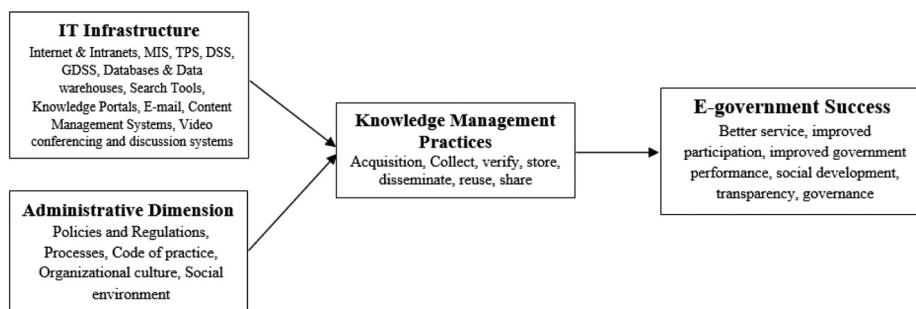 IT Infrastructure
Internet & Intranets, MIS, TPS, DSS,
GDSS, Databases & Data
warehouses, Search Tools,
Knowledge Portals, E-mail, Content
Management Systems, Video
conferencing and discussion systems
Administrative Dimension
Policies and Regulations,
Processes, Code of practice,
Organizational culture, Social
environment
Knowledge Management
Practices
Acquisition, Collect, verify, store,
disseminate, reuse, share
E-government Success
Better service, improved
participation, improved government
performance, social development,
transparency, governance